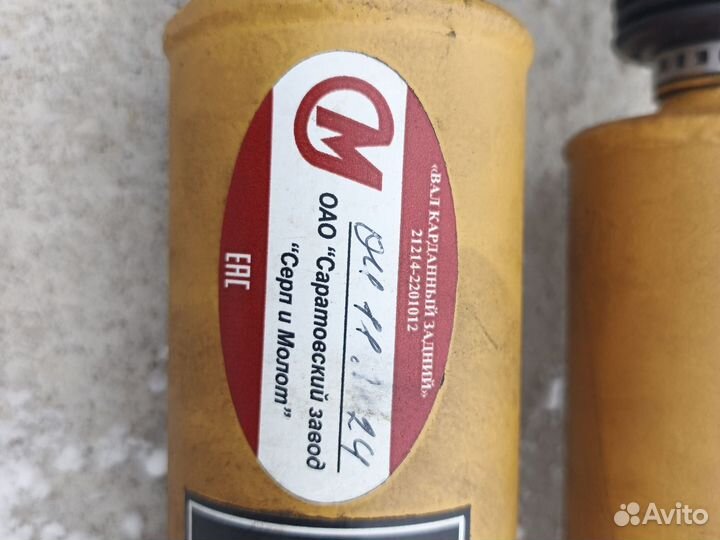 «ВАЛ КАРДАННЫЙ ЗАДНИЙ»
21214-2201012
ОАО "Саратовский завод
"Серп и Молот"
ЕАС
Avito